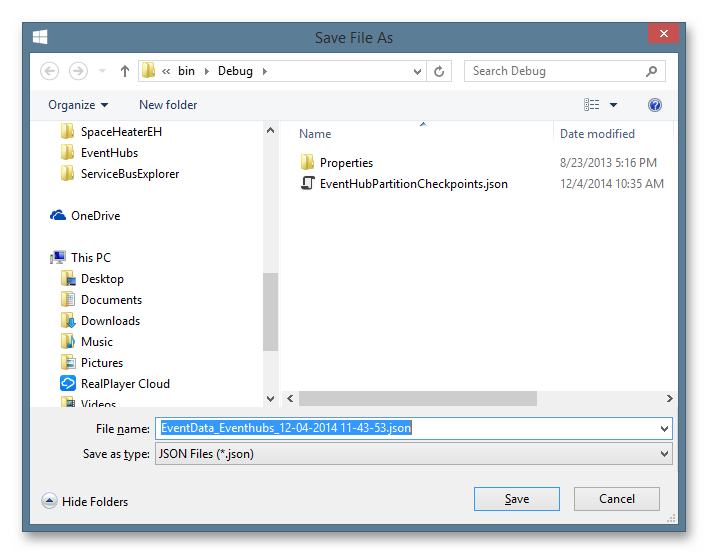 Save File As
« bin Debug
Search Debug
Organize
New folder
SpaceHeaterEH
EventHubs
ServiceBusExplorer
OneDrive
This PC
Desktop
Documents
Downloads
Music
Pictures
RealPlayer Cloud
Videos
Name
Date modified
Properties
8/23/2013 5:16 PM
EventHubPartitionCheckpoints.json
12/4/2014 10:35 AM
File name:
EventData_Eventhubs_12-04-2014 11-43-53.json
Save as type:
JSON Files (*.json)
Hide Folders
Save
Cancel